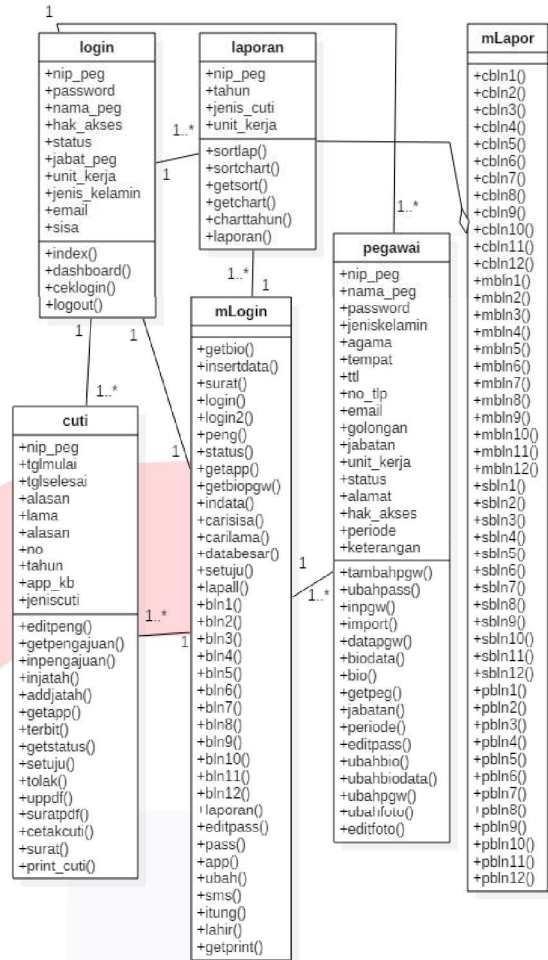 1
login
+nip_peg
+password
+nama_peg
+hak_akses
+status
+jabat_peg
+unit_kerja
+jenis_kelamin
+email
+sisa
+index()
+dashboard()
+ceklogin()
+logout()
laporan
+nip_peg
+tahun
+jenis_cuti
+unit_kerja
+sortlap()
+sortchart()
+getsort()
+getchart()
+charttahun()
+laporan()
1..*
1
1..*
1
1..*
1
1
1..*
1
1..*
1
1
1..*
mLogin
+getbio()
+insertdata()
+surat()
+login()
+login2()
+peng()
+status()
+getapp()
+getbiopgw()
+indata()
+carisisa()
+carilama()
+databesar()
+setuju()
+lapall()
+bln1()
+bln2()
+bln3()
+bln4()
+bln5()
+bln6()
+bln7()
+bln8()
+bln9()
+bln10()
+bln11()
+bln12()
+laporan()
+editpass()
+pass()
+app()
+ubah()
+sms()
+itung()
+lahir()
+getprint()
cuti
+nip_peg
+tglmulai
+tglselesai
+alasan
+lama
+alasan
+no
+tahun
+app_kb
+jeniscuti
+editpeng()
+getpengajuan()
+inpengajuan()
+injatah()
+addjatah()
+getapp()
+terbit()
+getstatus()
+setuju()
+tolak()
+uppdf()
+suratpdf()
+cetakcuti()
+surat()
+print_cuti()
pegawai
+nip_peg
+nama_peg
+password
+jeniskelamin
+agama
+tempat
+ttl
+no_tlp
+email
+golongan
+jabatan
+unit_kerja
+status
+alamat
+hak_akses
+periode
+keterangan
+tambahpgw()
+ubahpass()
+inpgw()
+import()
+datapgw()
+biodata()
+bio()
+getpeg()
+jabatan()
+periode()
+editpass()
+ubahbio()
+ubahbiodata()
+ubahpgw()
+ubahfoto()
+editfoto()
mLapor
+cbln1()
+cbln2()
+cbln3()
+cbln4()
+cbln5()
+cbln6()
+cbln7()
+cbln8()
+cbln9()
+cbln10()
+cbln11()
+cbln12()
+mbln1()
+mbln2()
+mbln3()
+mbln4()
+mbln5()
+mbln6()
+mbln7()
+mbln8()
+mbln9()
+mbln10()
+mbln11()
+mbln12()
+sbln1()
+sbln2()
+sbln3()
+sbln4()
+sbln5()
+sbln6()
+sbln7()
+sbln8()
+sbln9()
+sbln10()
+sbln11()
+sbln12()
+pbln1()
+pbln2()
+pbln3()
+pbln4()
+pbln5()
+pbln6()
+pbln7()
+pbln8()
+pbln9()
+pbln10()
+pbln11()
+pbln12()